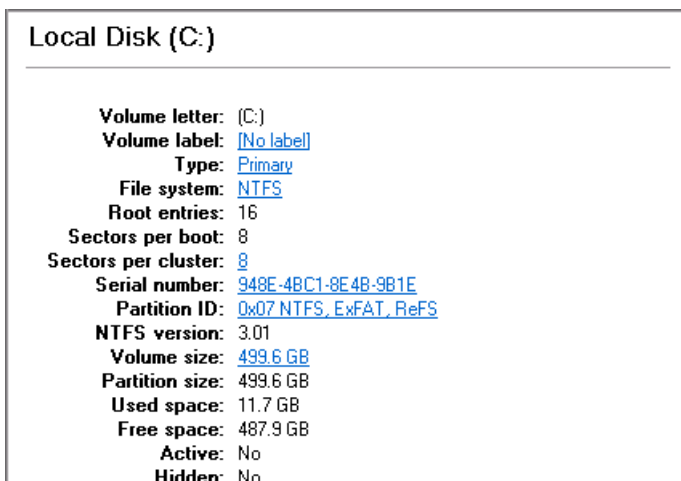 Local Disk (C:)
Volume letter: (C:)
Volume label: [No label]
Type: Primary
File system: NTFS
Root entries: 16
Sectors per boot: 8
Sectors per cluster: 8
Serial number: 948E-4BC1-8E4B-9B1E
Partition ID: 0x07 NTFS, ExFAT, ReFS
NTFS version: 3.01
Volume size: 499.6 GB
Partition size: 499.6 GB
Used space: 11.7 GB
Free space: 487.9 GB
Active: No
Hidden: No